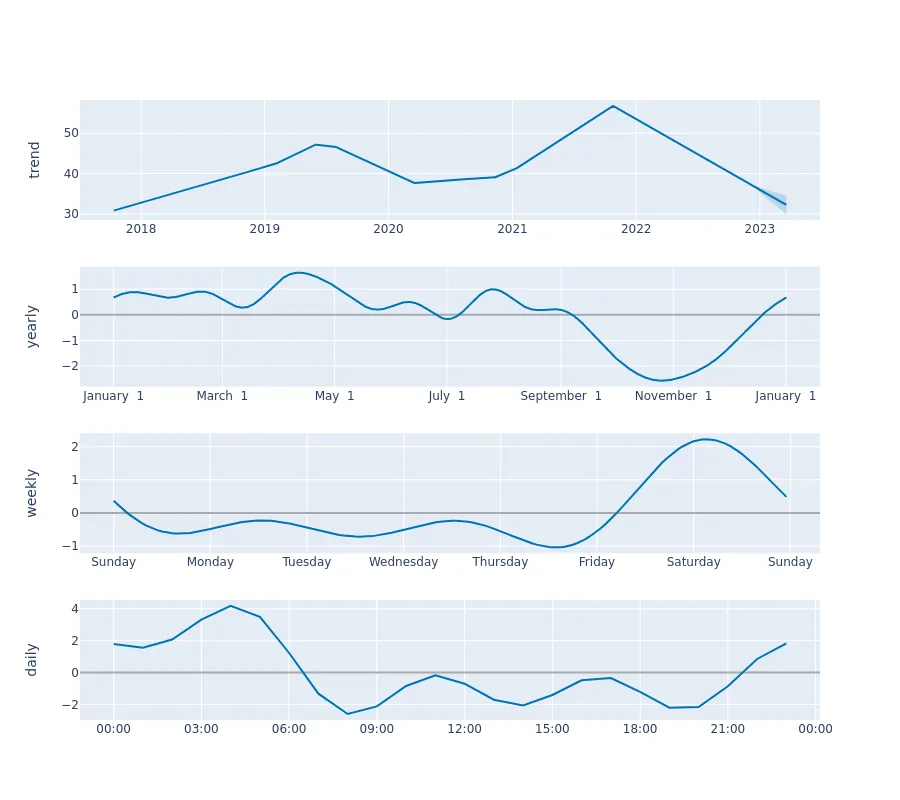 trend
50
40
30
2018 2019 2020 2021 2022 2023
yearly
1
0
−1
−2
January 1 March 1 May 1 July 1 September 1 November 1 January 1
weekly
2
1
0
−1
Sunday Monday Tuesday Wednesday Thursday Friday Saturday Sunday
daily
4
2
0
−2
00:00 03:00 06:00 09:00 12:00 15:00 18:00 21:00 00:00